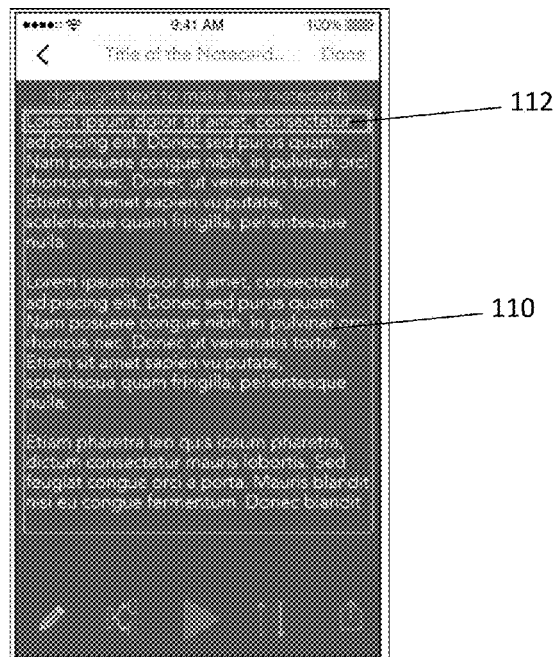 9:41 AM 100%
Title of the Notecard... Done
Lorem ipsum dolor sit amet, consectetur
adipiscing elit. Donec sed purus quam.
Nam posuere congue nibh, in pulvinar orci
rhoncus nec. Donec ut venenatis tortor.
Etiam sit amet sapien vulputate,
scelerisque quam fringilla, pellentesque
nulla.
Lorem ipsum dolor sit amet, consectetur
adipiscing elit. Donec sed purus quam.
Nam posuere congue nibh, in pulvinar orci
rhoncus nec. Donec ut venenatis tortor.
Etiam sit amet sapien vulputate,
scelerisque quam fringilla, pellentesque
nulla.
Etiam pharetra leo quis ipsum pharetra,
dictum consectetur mauris lobortis. Sed
feugiat congue orci a porta. Mauris blandit
nisl eu congue fermentum. Donec blandit
112
110